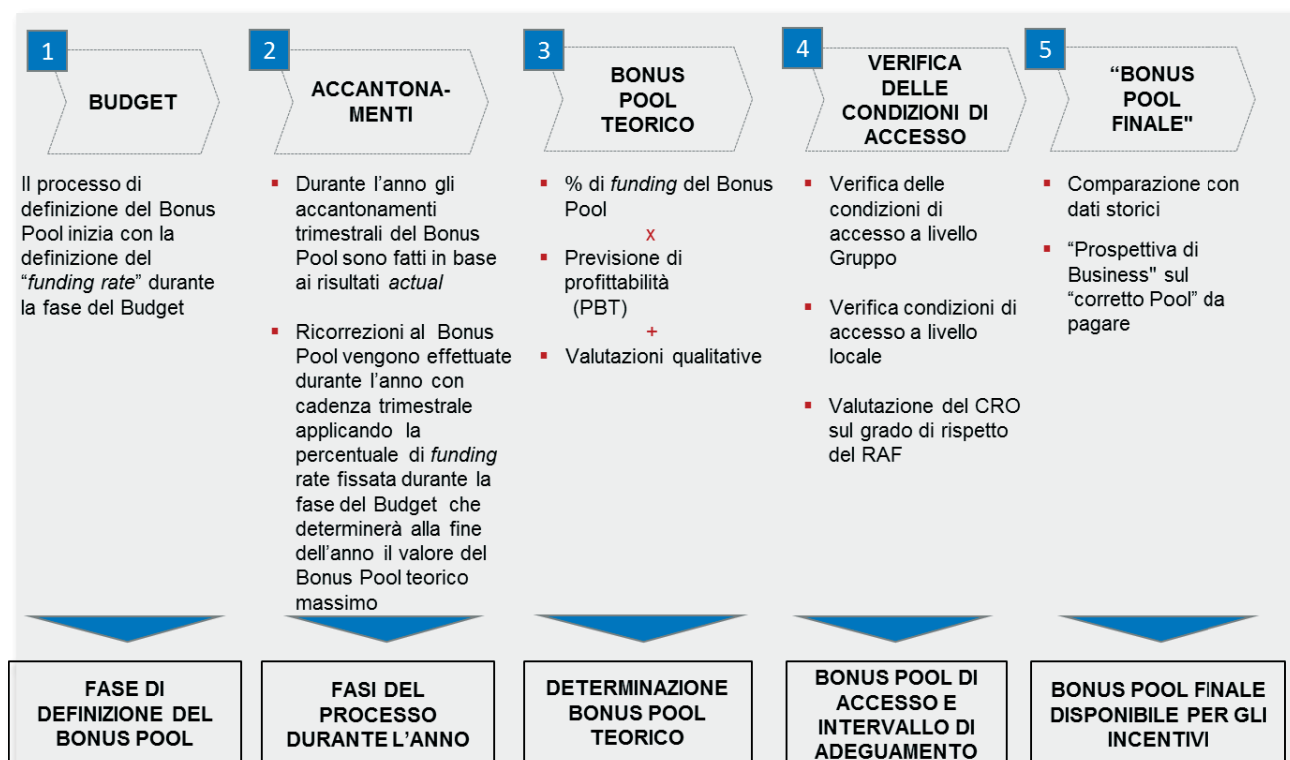 1
BUDGET
Il processo di
definizione del Bonus
Pool inizia con la
definizione del
“funding rate” durante
la fase del Budget
FASE DI
DEFINIZIONE DEL
BONUS POOL
2
ACCANTONA-
MENTI
▪ Durante l’anno gli
accantonamenti
trimestrali del Bonus
Pool sono fatti in base
ai risultati actual
▪ Ricorrezioni al Bonus
Pool vengono effettuate
durante l’anno con
cadenza trimestrale
applicando la
percentuale di funding
rate fissata durante la
fase del Budget che
determinerà alla fine
dell’anno il valore del
Bonus Pool teorico
massimo
FASI DEL
PROCESSO
DURANTE L’ANNO
3
BONUS
POOL
TEORICO
▪ % di funding del Bonus
Pool
x
▪ Previsione di
profittabilità
(PBT)
+
▪ Valutazioni qualitative
DETERMINAZIONE
BONUS POOL
TEORICO
4
VERIFICA
DELLE
CONDIZIONI DI
ACCESSO
▪ Verifica delle
condizioni di
accesso a livello
Gruppo
▪ Verifica condizioni di
accesso a livello
locale
▪ Valutazione del CRO
sul grado di rispetto
del RAF
BONUS POOL DI
ACCESSO E
INTERVALLO DI
ADEGUAMENTO
5
“BONUS
POOL
FINALE"
▪ Comparazione con
dati storici
▪ “Prospettiva di
Business" sul
“corretto Pool” da
pagare
BONUS POOL FINALE
DISPONIBILE PER GLI
INCENTIVI